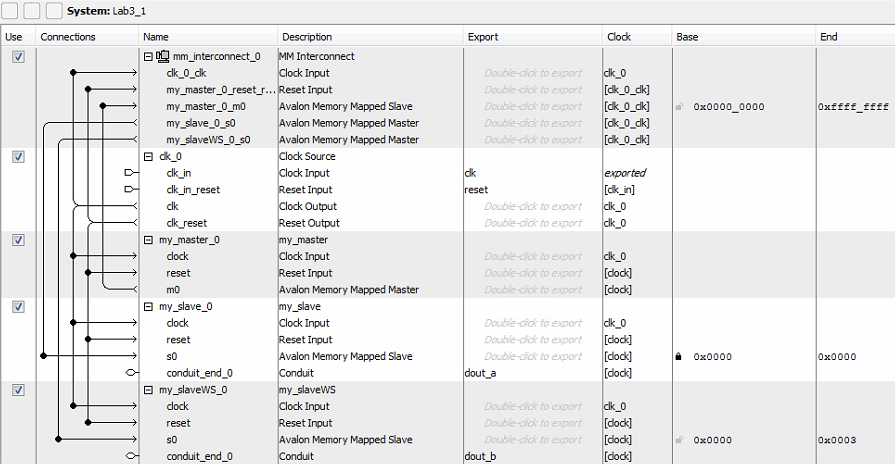 System: Lab3_1
Use Connections Name Description Export Clock Base End
mm_interconnect_0 MM Interconnect
clk_0_clk Clock Input Double-click to export clk_0
my_master_0_reset_r... Reset Input Double-click to export [clk_0_clk]
my_master_0_m0 Avalon Memory Mapped Slave Double-click to export [clk_0_clk] 0x0000_0000 0xffff_ffff
my_slave_0_s0 Avalon Memory Mapped Master Double-click to export [clk_0_clk]
my_slaveWS_0_s0 Avalon Memory Mapped Master Double-click to export [clk_0_clk]
clk_0 Clock Source
clk_in Clock Input clk exported
clk_in_reset Reset Input reset [clk_in]
clk Clock Output Double-click to export clk_0
clk_reset Reset Output Double-click to export clk_0
my_master_0 my_master
clock Clock Input Double-click to export clk_0
reset Reset Input Double-click to export [clock]
m0 Avalon Memory Mapped Master Double-click to export [clock]
my_slave_0 my_slave
clock Clock Input Double-click to export clk_0
reset Reset Input Double-click to export [clock]
s0 Avalon Memory Mapped Slave Double-click to export [clock] 0x0000 0x0000
conduit_end_0 Conduit dout_a [clock]
my_slaveWS_0 my_slaveWS
clock Clock Input Double-click to export clk_0
reset Reset Input Double-click to export [clock]
s0 Avalon Memory Mapped Slave Double-click to export [clock] 0x0000 0x0003
conduit_end_0 Conduit dout_b [clock]